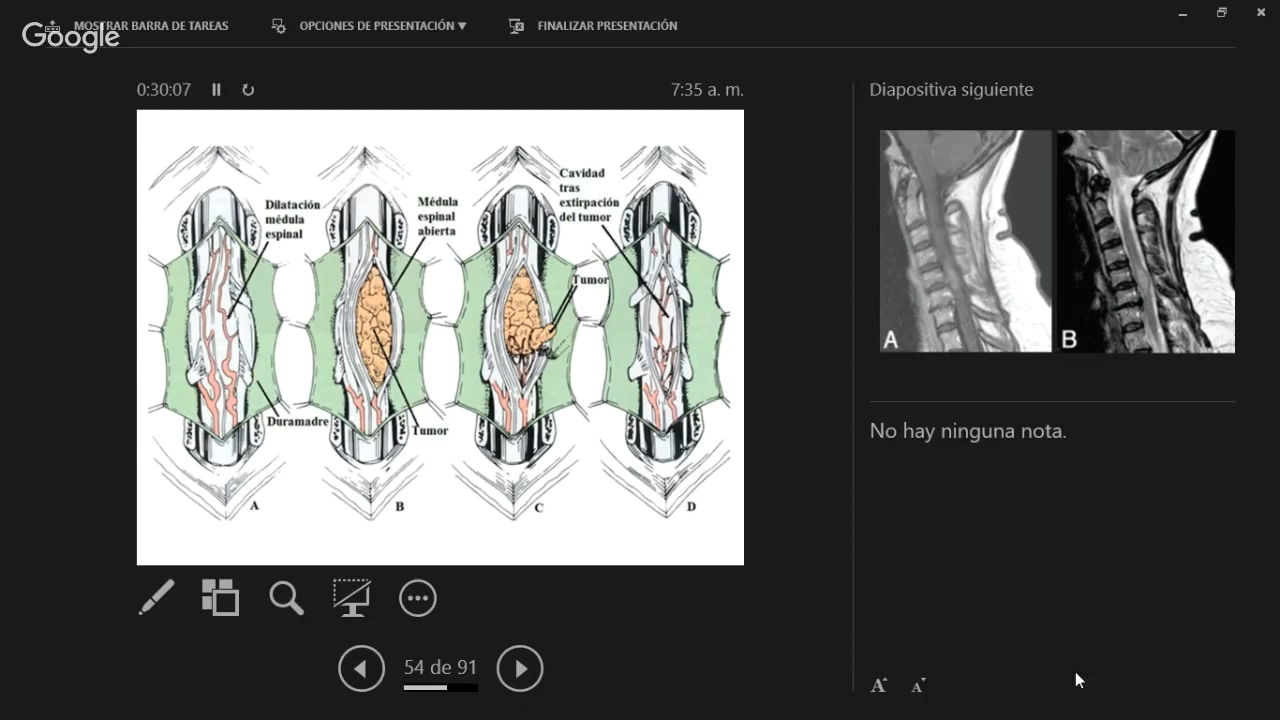 MOSTRAR BARRA DE TAREAS
OPCIONES DE PRESENTACIÓN ▼
FINALIZAR PRESENTACIÓN
Google
0:30:07
7:35 a. m.
Diapositiva siguiente
Dilatación
médula
espinal
Médula
espinal
abierta
Cavidad
tras
extirpación
del tumor
Tumor
Duramadre
Tumor
A
B
C
D
A
B
No hay ninguna nota.
54 de 91
A
A